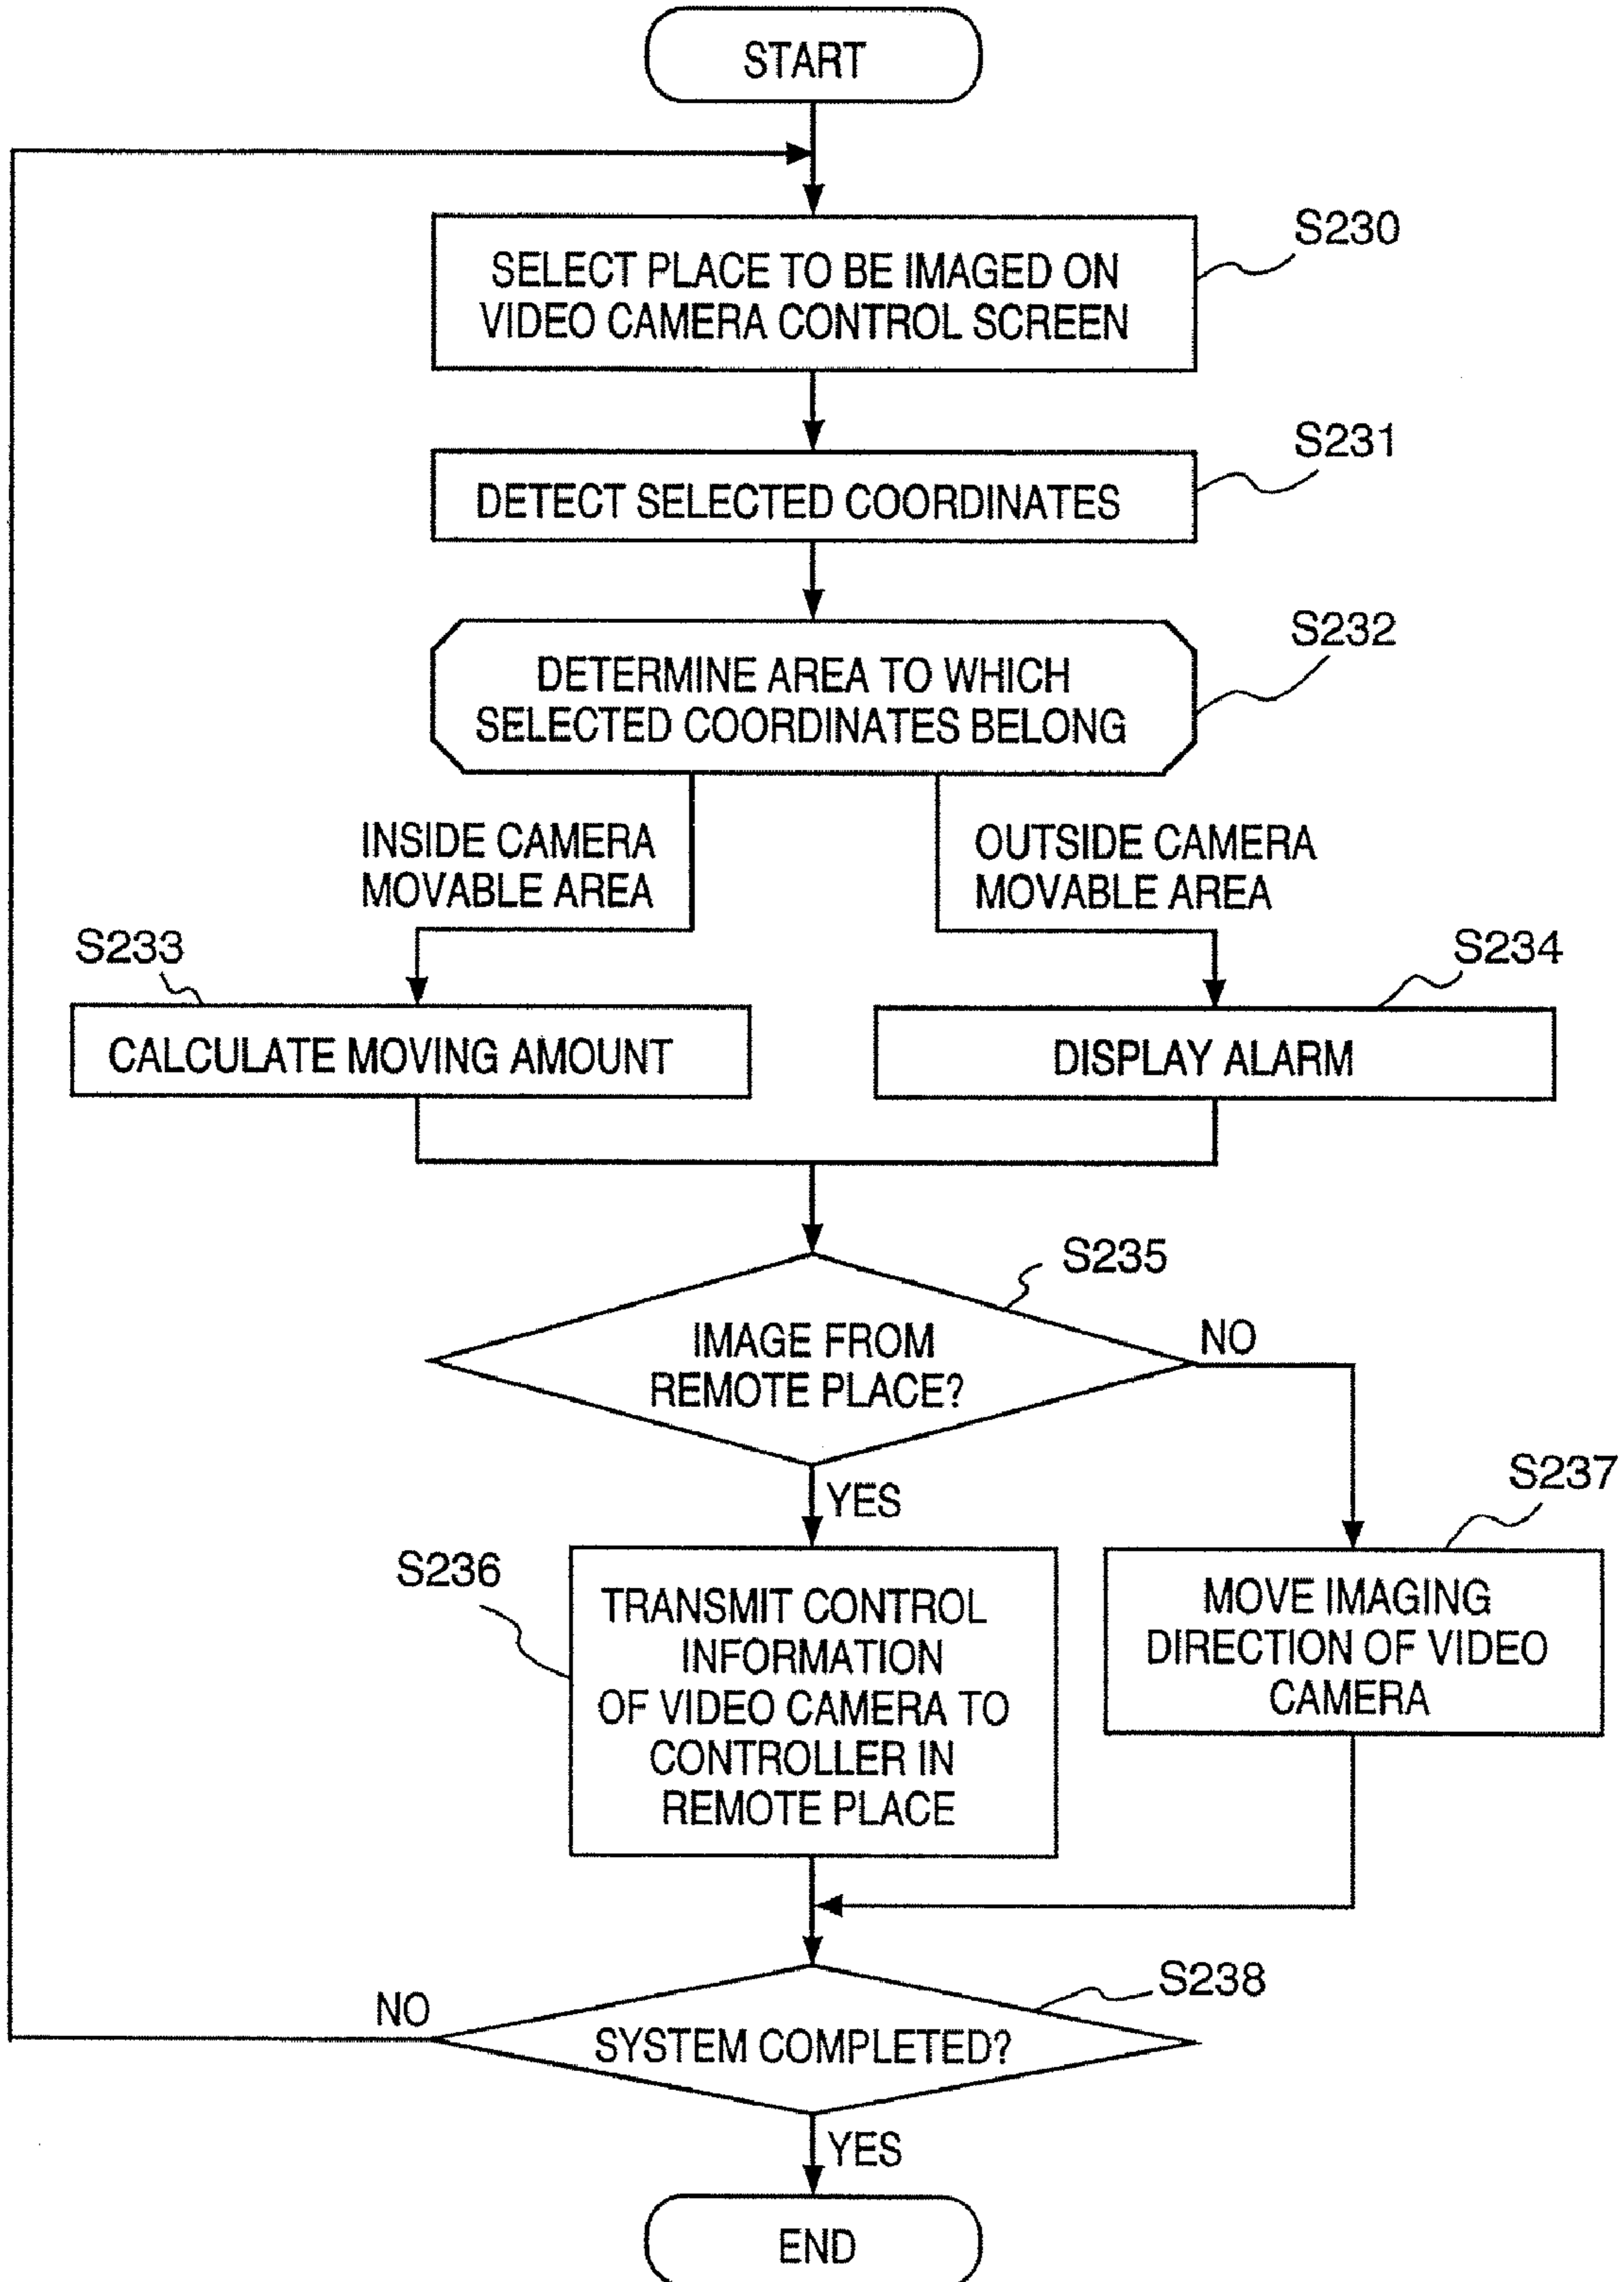 START
S230
SELECT PLACE TO BE IMAGED ON
VIDEO CAMERA CONTROL SCREEN
S231
DETECT SELECTED COORDINATES
S232
DETERMINE AREA TO WHICH
SELECTED COORDINATES BELONG
INSIDE CAMERA
MOVABLE AREA
OUTSIDE CAMERA
MOVABLE AREA
S233
CALCULATE MOVING AMOUNT
S234
DISPLAY ALARM
S235
IMAGE FROM
REMOTE PLACE?
NO
YES
S236
TRANSMIT CONTROL
INFORMATION
OF VIDEO CAMERA TO
CONTROLLER IN
REMOTE PLACE
S237
MOVE IMAGING
DIRECTION OF VIDEO
CAMERA
S238
NO
SYSTEM COMPLETED?
YES
END